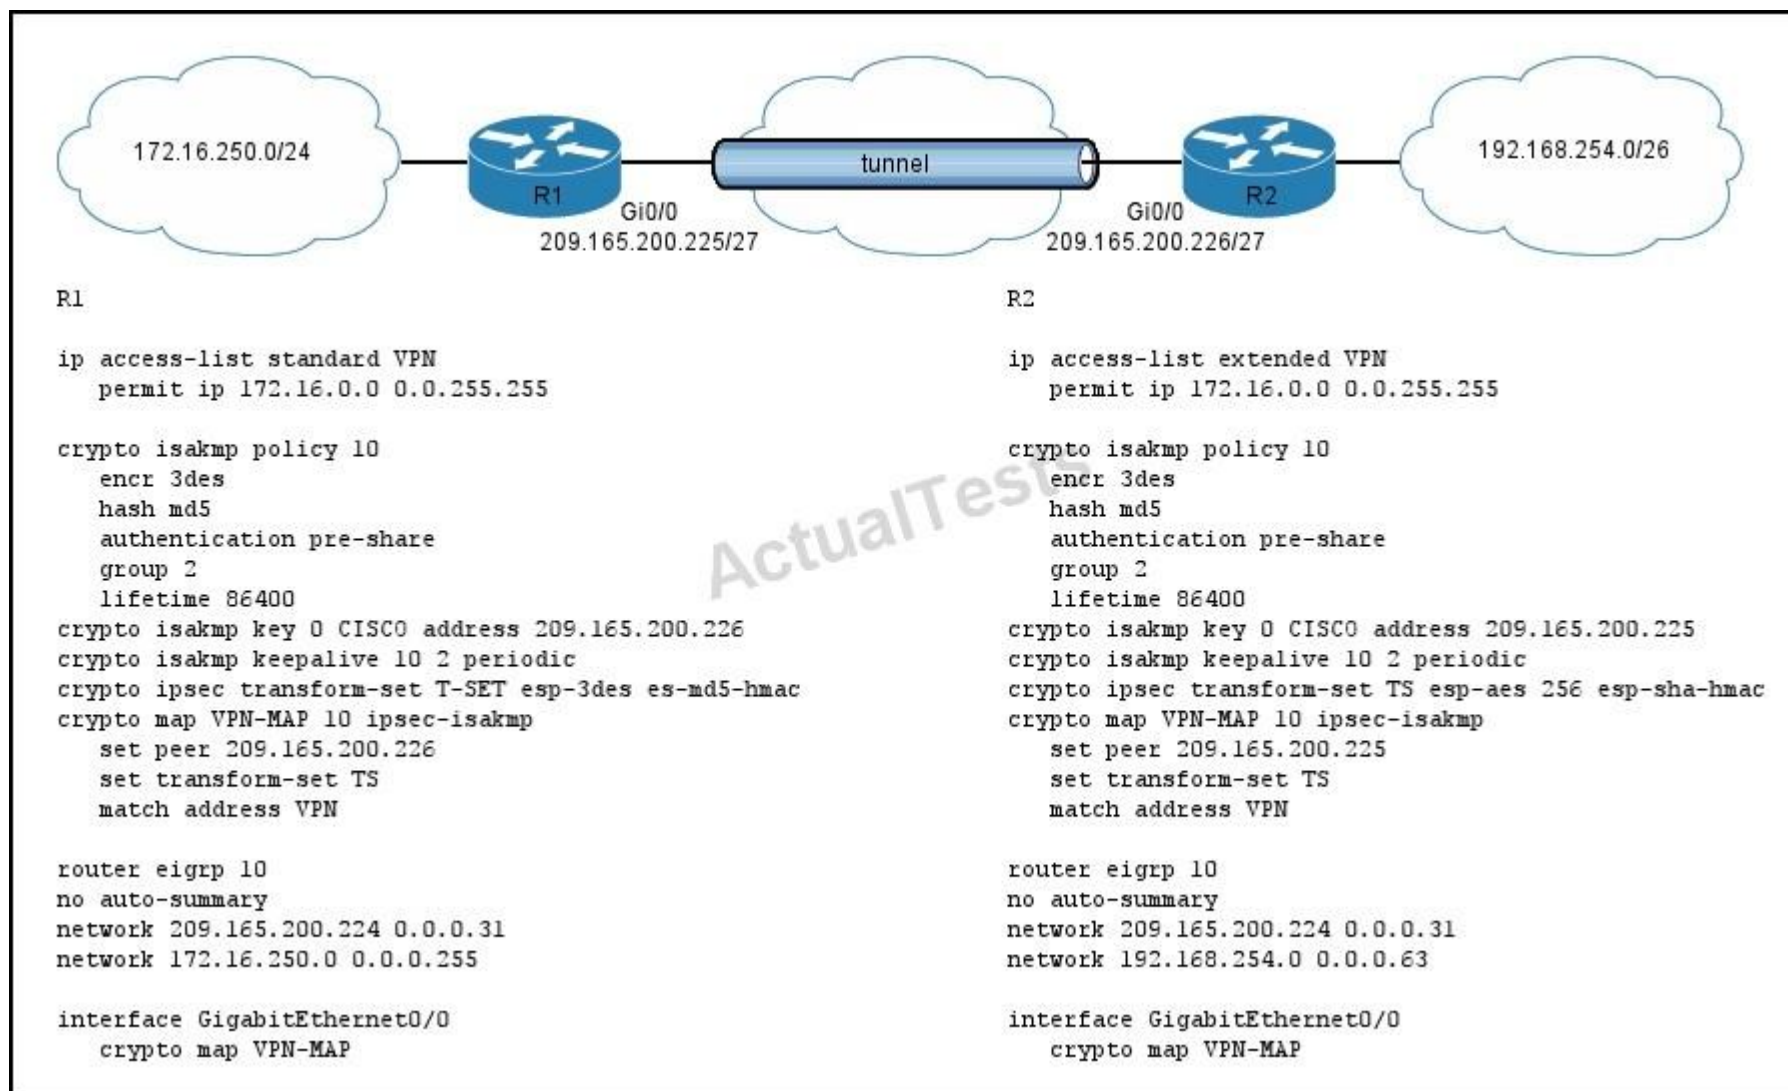 172.16.250.0/24
tunnel
192.168.254.0/26
R1
R2
Gi0/0
Gi0/0
209.165.200.225/27
209.165.200.226/27
R1
ip access-list standard VPN
permit ip 172.16.0.0 0.0.255.255
crypto isakmp policy 10
encr 3des
hash md5
authentication pre-share
group 2
lifetime 86400
crypto isakmp key 0 CISCO address 209.165.200.226
crypto isakmp keepalive 10 2 periodic
crypto ipsec transform-set T-SET esp-3des es-md5-hmac
crypto map VPN-MAP 10 ipsec-isakmp
set peer 209.165.200.226
set transform-set TS
match address VPN
router eigrp 10
no auto-summary
network 209.165.200.224 0.0.0.31
network 172.16.250.0 0.0.0.255
interface GigabitEthernet0/0
crypto map VPN-MAP
R2
ip access-list extended VPN
permit ip 172.16.0.0 0.0.255.255
crypto isakmp policy 10
encr 3des
hash md5
authentication pre-share
group 2
lifetime 86400
crypto isakmp key 0 CISCO address 209.165.200.225
crypto isakmp keepalive 10 2 periodic
crypto ipsec transform-set TS esp-aes 256 esp-sha-hmac
crypto map VPN-MAP 10 ipsec-isakmp
set peer 209.165.200.225
set transform-set TS
match address VPN
router eigrp 10
no auto-summary
network 209.165.200.224 0.0.0.31
network 192.168.254.0 0.0.0.63
interface GigabitEthernet0/0
crypto map VPN-MAP
ActualTests